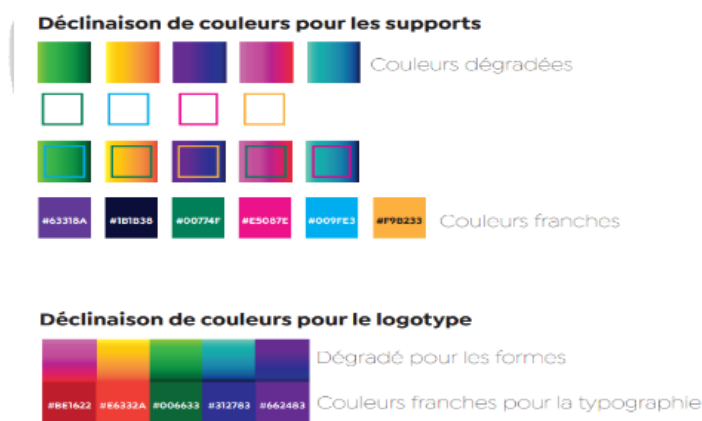 Déclinaison de couleurs pour les supports
Couleurs dégradées
#63318A #1B1B38 #00774F #E5087E #009FE3 #F9B233 Couleurs franches
Déclinaison de couleurs pour le logotype
Dégradé pour les formes
#BE1622 #E6332A #006633 #312783 #662483 Couleurs franches pour la typographie